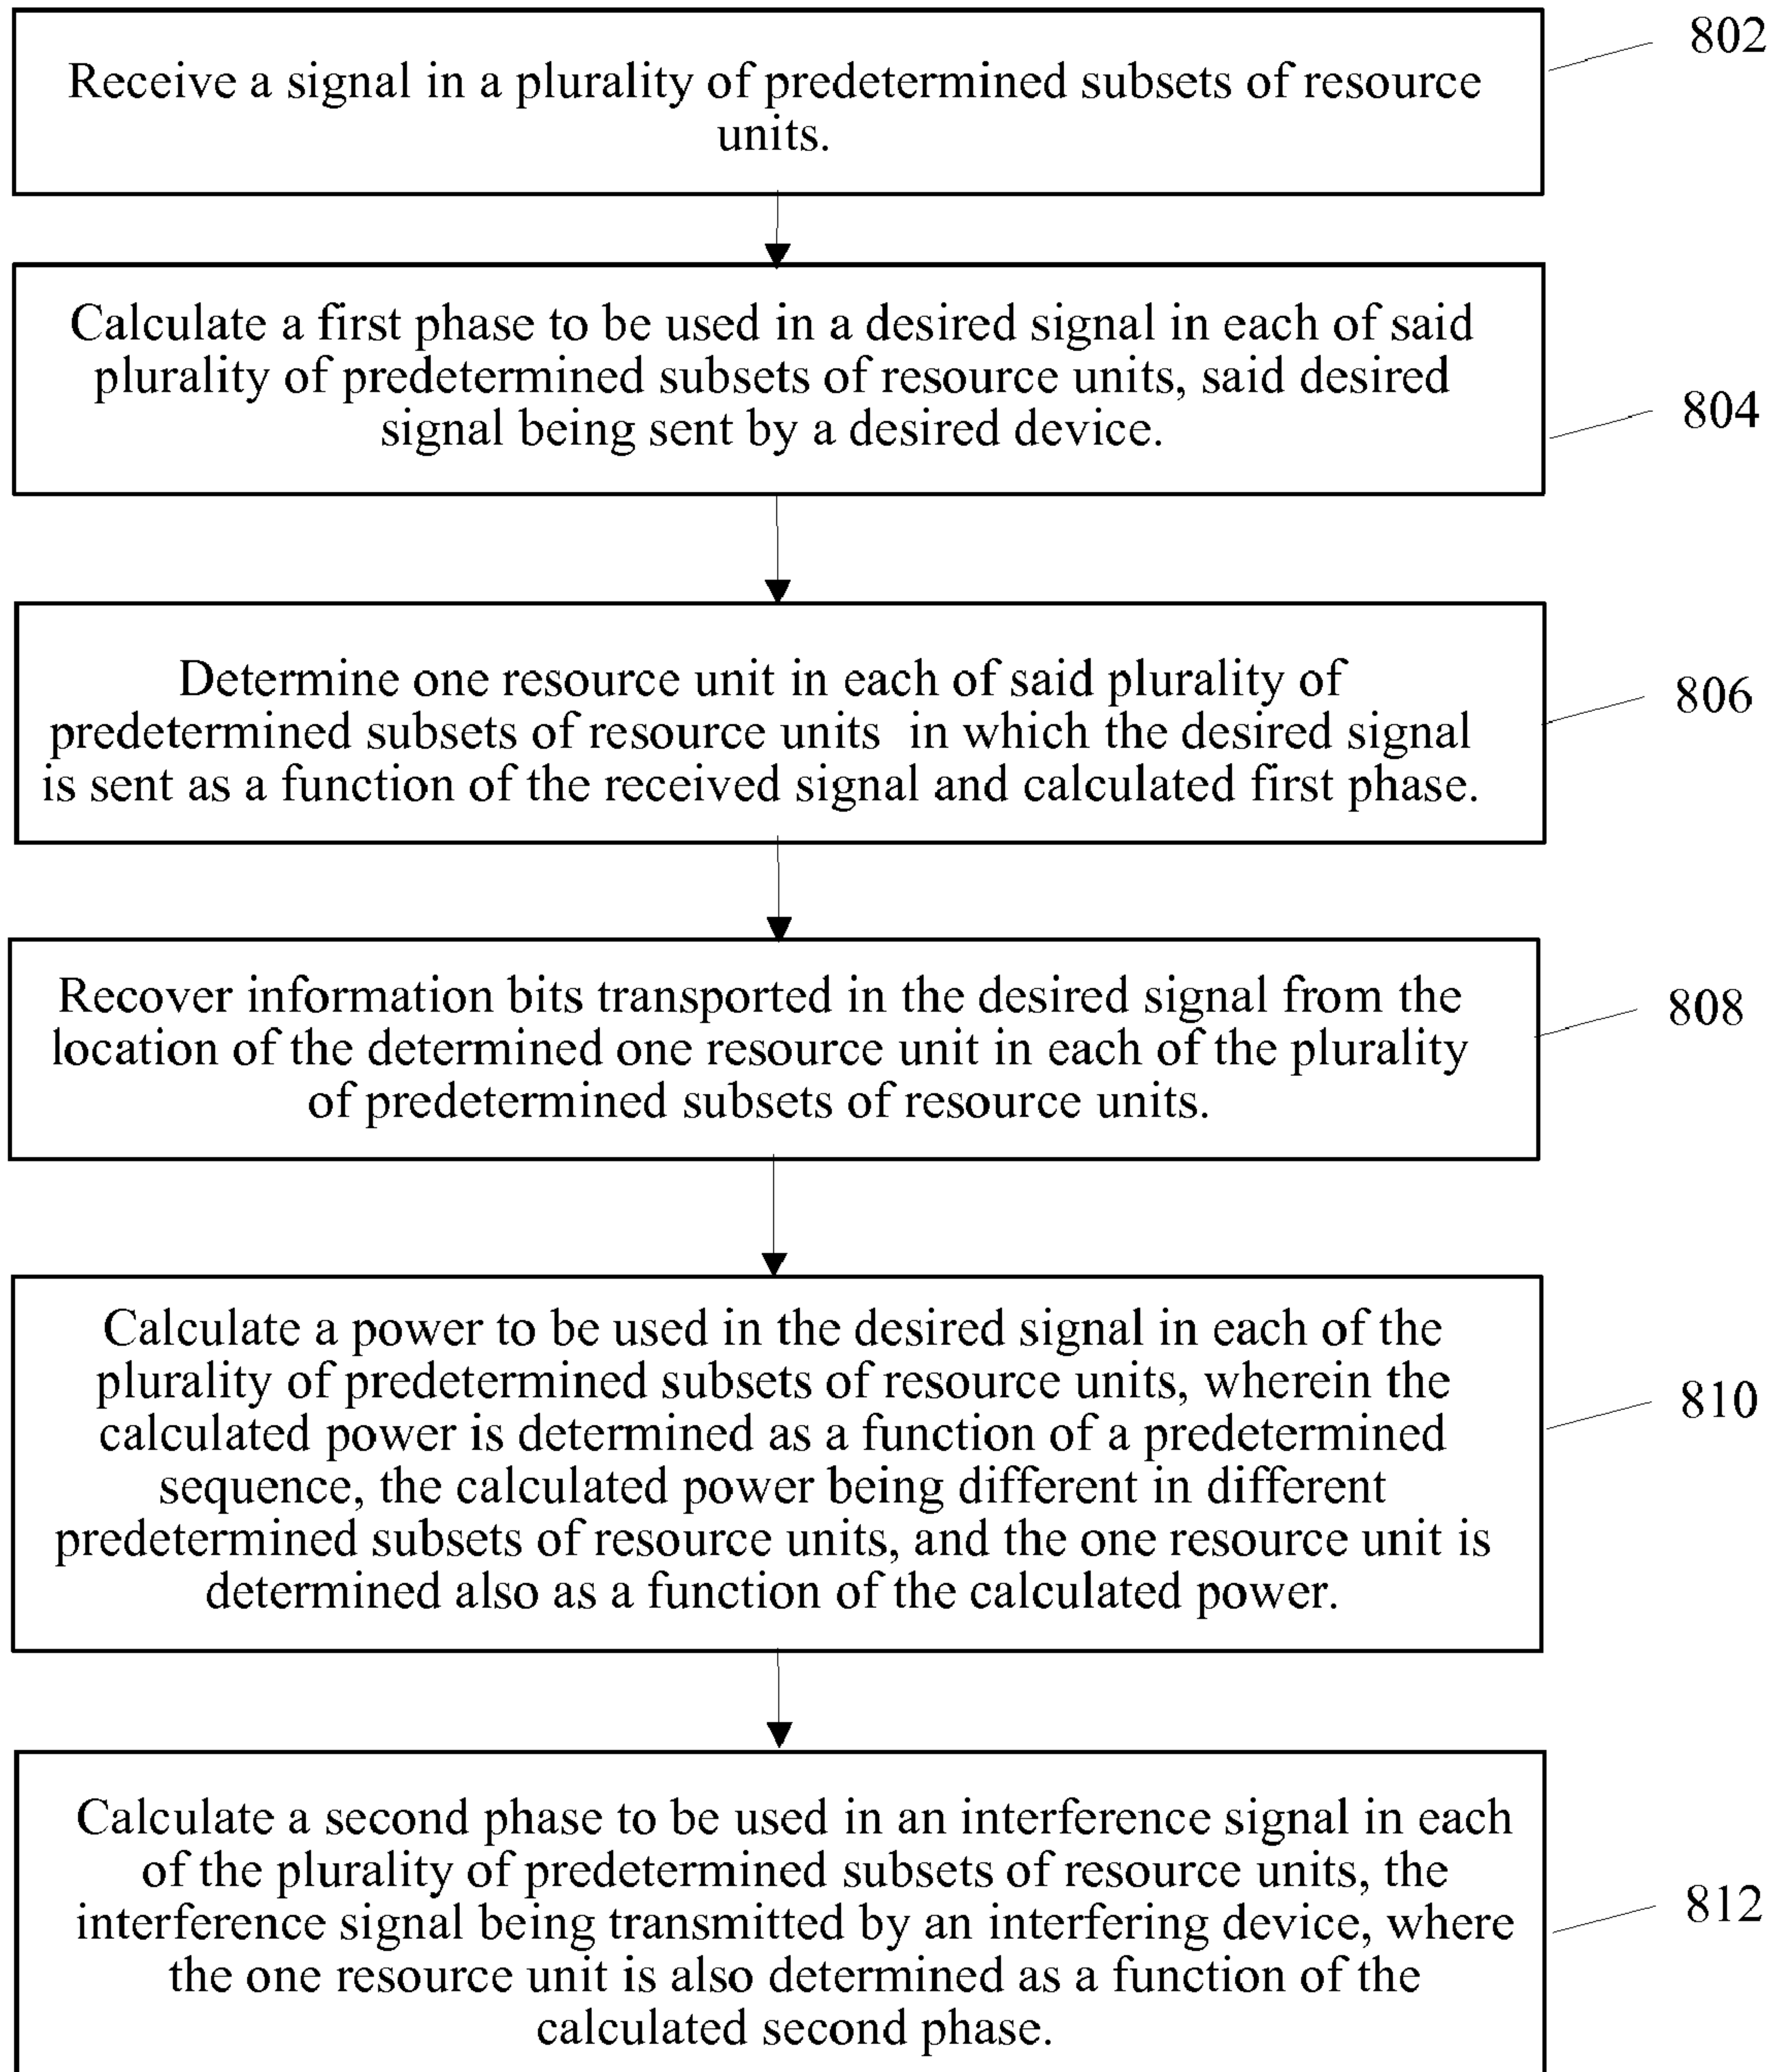 802
Receive a signal in a plurality of predetermined subsets of resource
units.
Calculate a first phase to be used in a desired signal in each of said
plurality of predetermined subsets of resource units, said desired
signal being sent by a desired device.
804
Determine one resource unit in each of said plurality of
predetermined subsets of resource units in which the desired signal
is sent as a function of the received signal and calculated first phase.
806
Recover information bits transported in the desired signal from the
location of the determined one resource unit in each of the plurality
of predetermined subsets of resource units.
808
Calculate a power to be used in the desired signal in each of the
plurality of predetermined subsets of resource units, wherein the
calculated power is determined as a function of a predetermined
sequence, the calculated power being different in different
predetermined subsets of resource units, and the one resource unit is
determined also as a function of the calculated power.
810
Calculate a second phase to be used in an interference signal in each
of the plurality of predetermined subsets of resource units, the
interference signal being transmitted by an interfering device, where
the one resource unit is also determined as a function of the
calculated second phase.
812